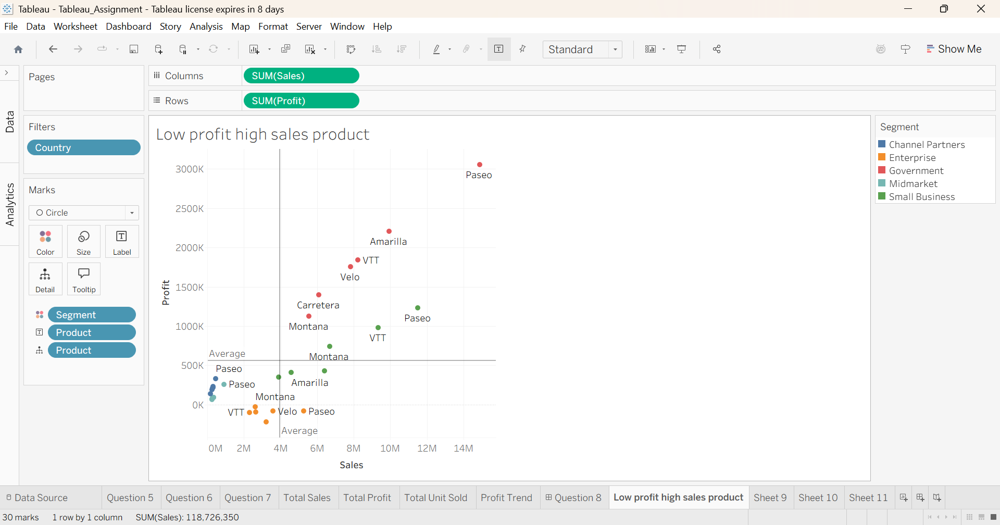 Tableau - Tableau_Assignment - Tableau license expires in 8 days
File Data Worksheet Dashboard Story Analysis Map Format Server Window Help
Standard
Show Me
Pages
Columns SUM(Sales)
Rows SUM(Profit)
Data
Analytics
Filters
Country
Marks
Circle
Color Size Label
Detail Tooltip
Segment
Product
Product
Low profit high sales product
3000K
2500K
2000K
1500K
1000K
500K
0K
Profit
Paseo
Amarilla
VTT
Velo
Carretera
Montana
Paseo
VTT
Montana
Average
Paseo
Amarilla
Paseo
Montana
VTT
Velo
Paseo
Average
0M 2M 4M 6M 8M 10M 12M 14M
Sales
Segment
Channel Partners
Enterprise
Government
Midmarket
Small Business
Data Source Question 5 Question 6 Question 7 Total Sales Total Profit Total Unit Sold Profit Trend Question 8 Low profit high sales product Sheet 9 Sheet 10 Sheet 11
30 marks 1 row by 1 column SUM(Sales): 118,726,350